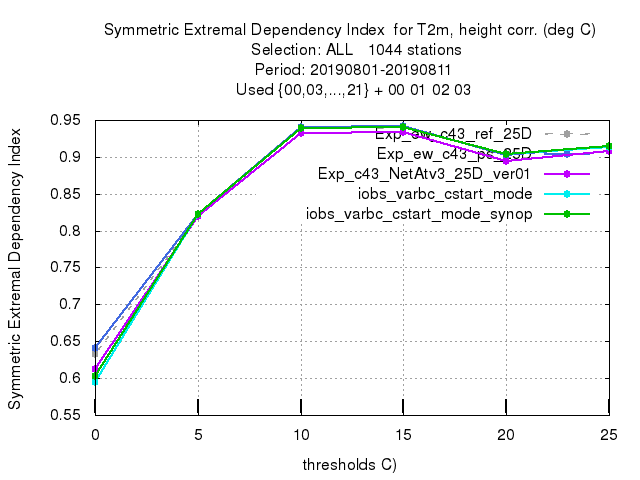 Symmetric Extremal Dependency Index for T2m, height corr. (deg C)
Selection: ALL 1044 stations
Period: 20190801-20190811
Used {00,03,...,21} + 00 01 02 03
Symmetric Extremal Dependency Index
0.95
0.9
0.85
0.8
0.75
0.7
0.65
0.6
0.55
Exp_ew_c43_ref_25D
Exp_ew_c43_ps_25D
Exp_c43_NetAtv3_25D_ver01
iobs_varbc_cstart_mode
iobs_varbc_cstart_mode_synop
0 5 10 15 20 25
thresholds C)